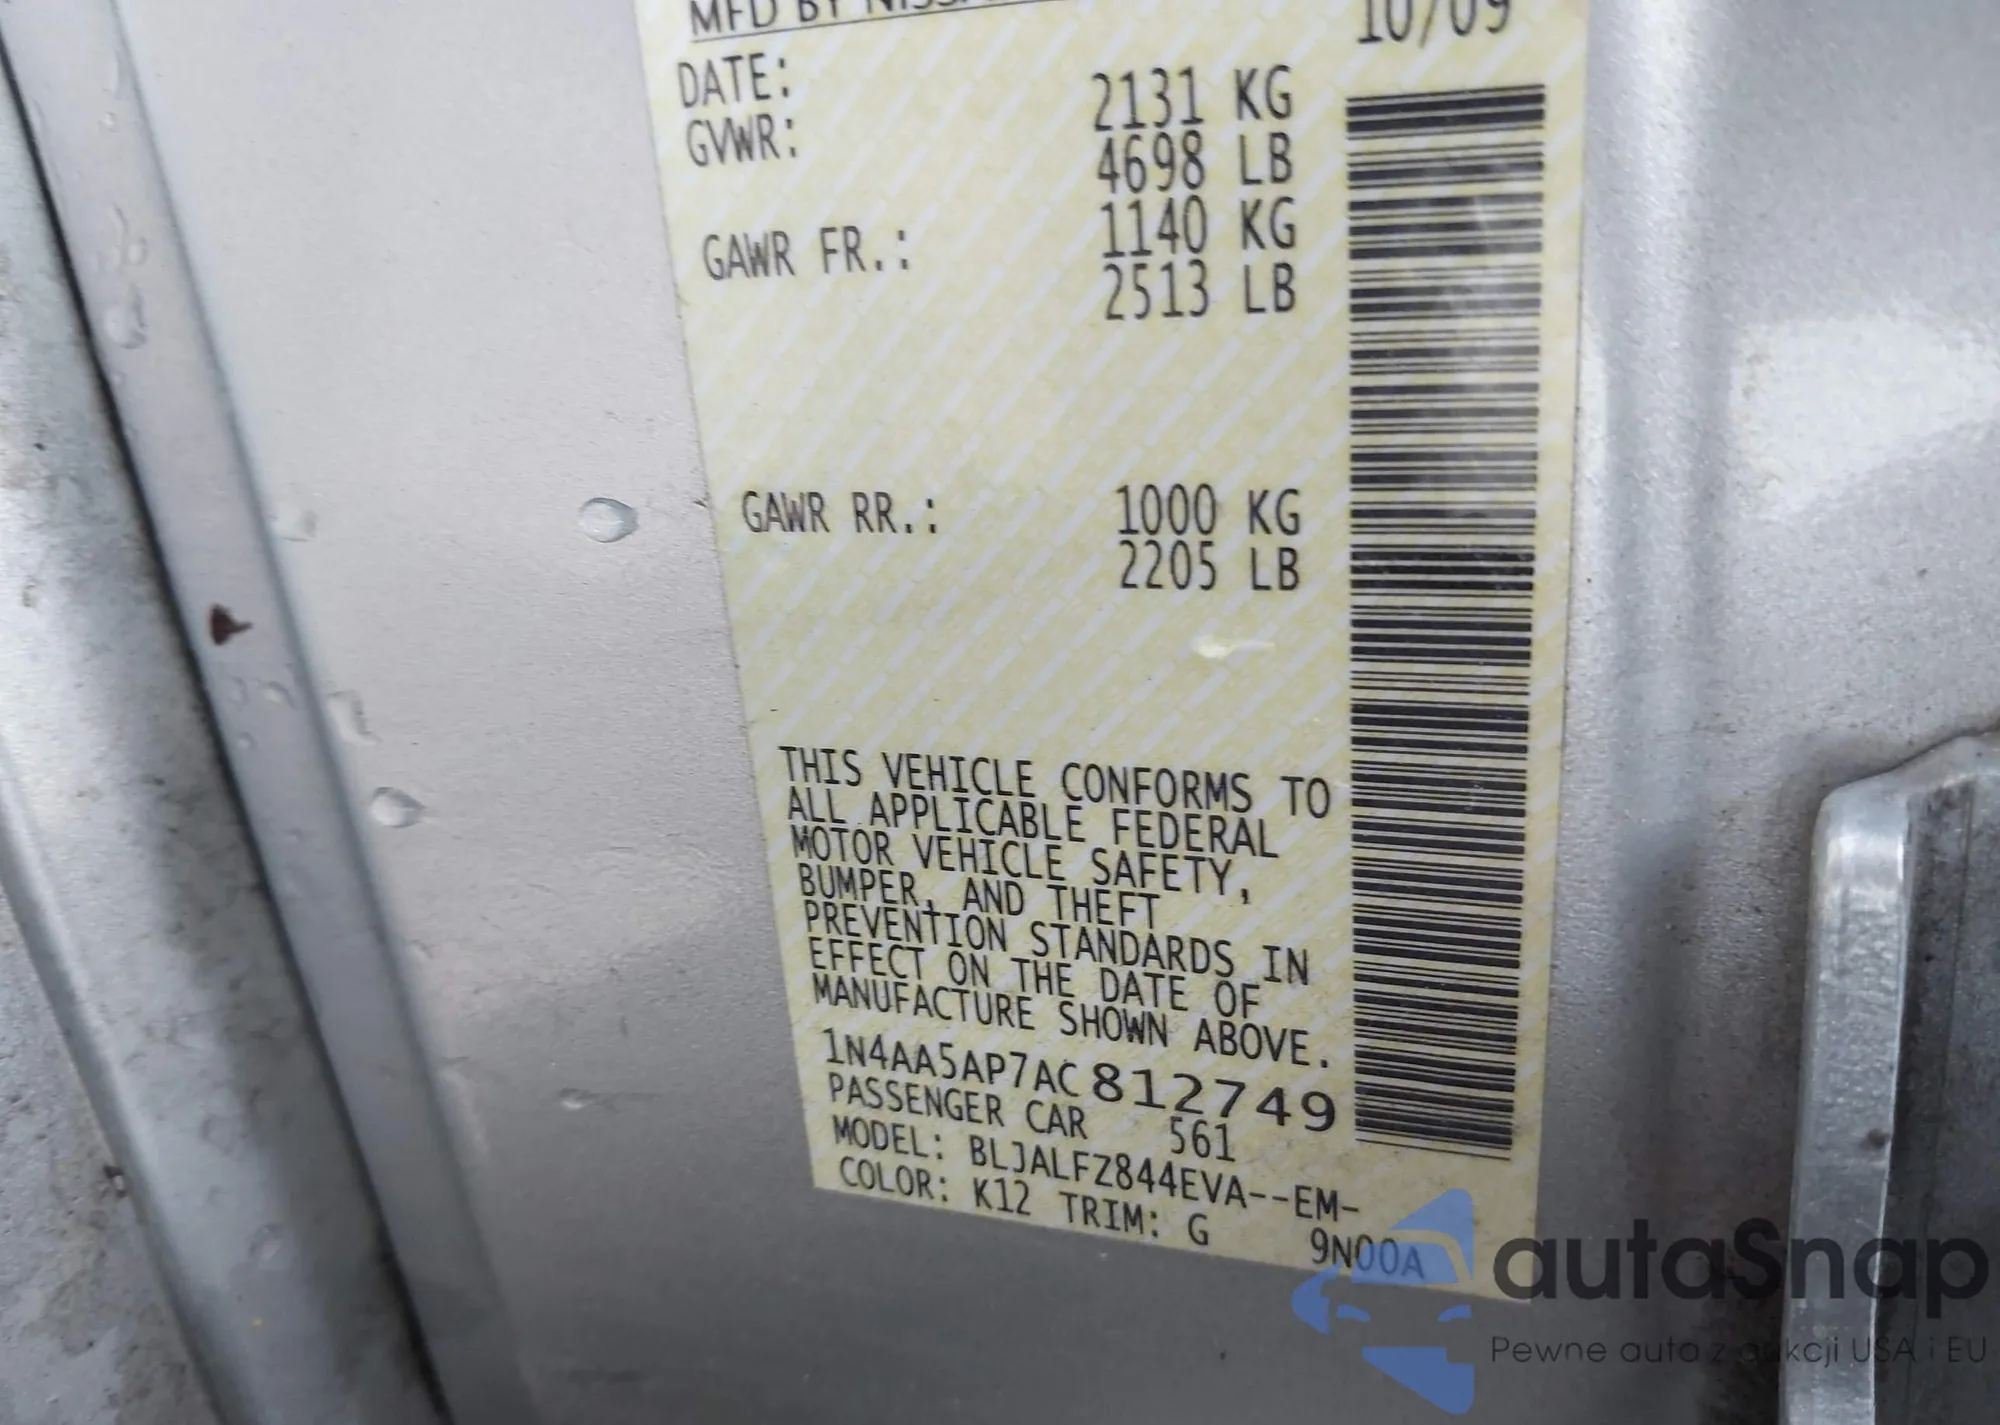 MFD BY NISSA
DATE: 10/09
GVWR: 2131 KG
4698 LB
GAWR FR.: 1140 KG
2513 LB
GAWR RR.: 1000 KG
2205 LB
THIS VEHICLE CONFORMS TO
ALL APPLICABLE FEDERAL
MOTOR VEHICLE SAFETY,
BUMPER, AND THEFT
PREVENTION STANDARDS IN
EFFECT ON THE DATE OF
MANUFACTURE SHOWN ABOVE.
1N4AA5AP7AC812749
PASSENGER CAR 561
MODEL: BLJALFZ844EVA--EM-
COLOR: K12 TRIM: G 9N00A
autaSnap
Pewne auta z aukcji USA i EU